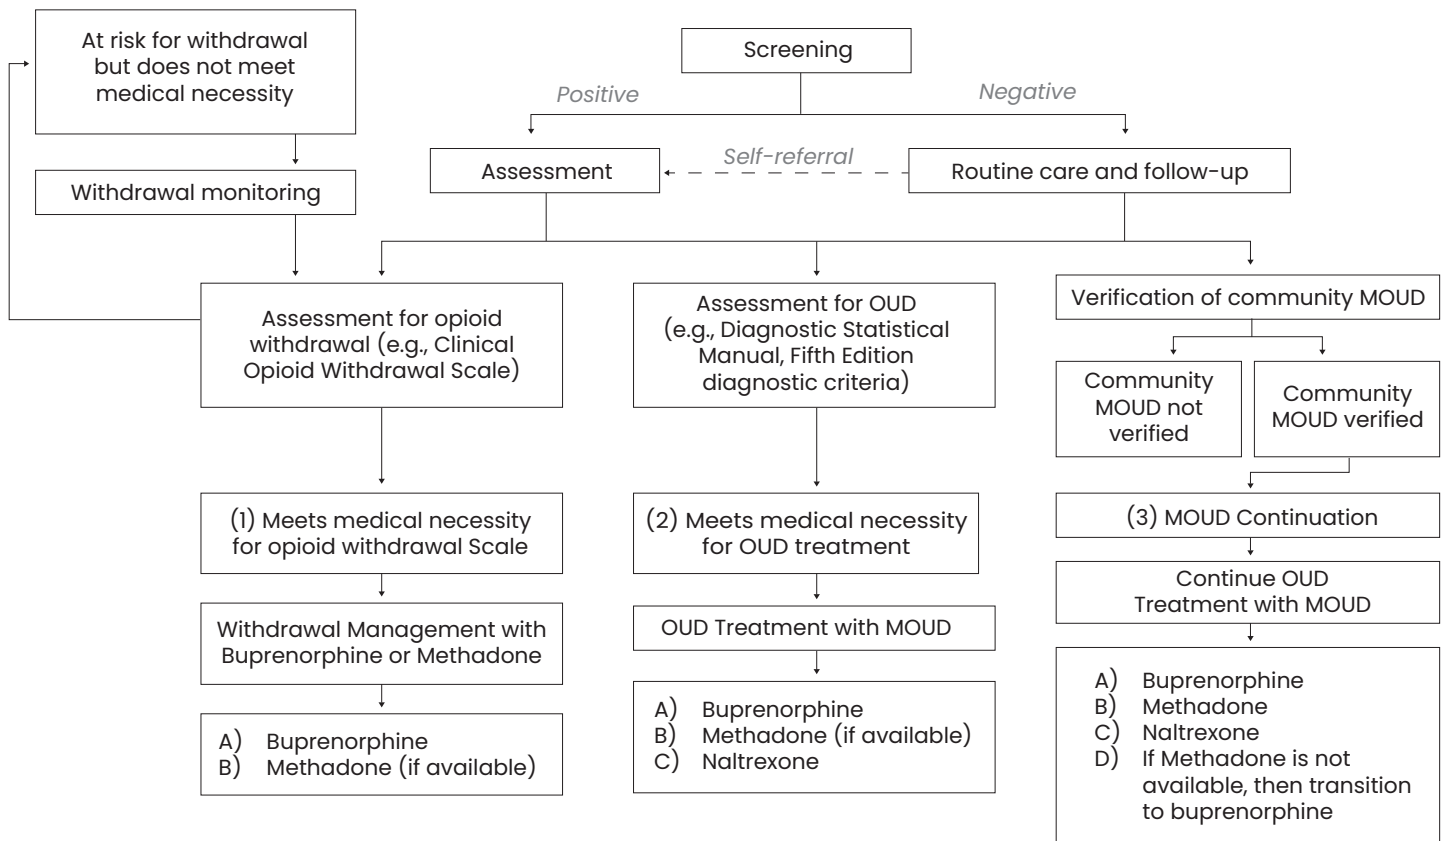 At risk for withdrawal
but does not meet
medical necessity
Withdrawal monitoring
Screening
Positive
Negative
Assessment
Self-referral
Routine care and follow-up
Assessment for opioid
withdrawal (e.g., Clinical
Opioid Withdrawal Scale)
Assessment for OUD
(e.g., Diagnostic Statistical
Manual, Fifth Edition
diagnostic criteria)
Verification of community MOUD
Community
MOUD not
verified
Community
MOUD verified
(1) Meets medical necessity
for opioid withdrawal Scale
(2) Meets medical necessity
for OUD treatment
(3) MOUD Continuation
Withdrawal Management with
Buprenorphine or Methadone
OUD Treatment with MOUD
Continue OUD
Treatment with MOUD
A) Buprenorphine
B) Methadone (if available)
A) Buprenorphine
B) Methadone (if available)
C) Naltrexone
A) Buprenorphine
B) Methadone
C) Naltrexone
D) If Methadone is not
available, then transition
to buprenorphine